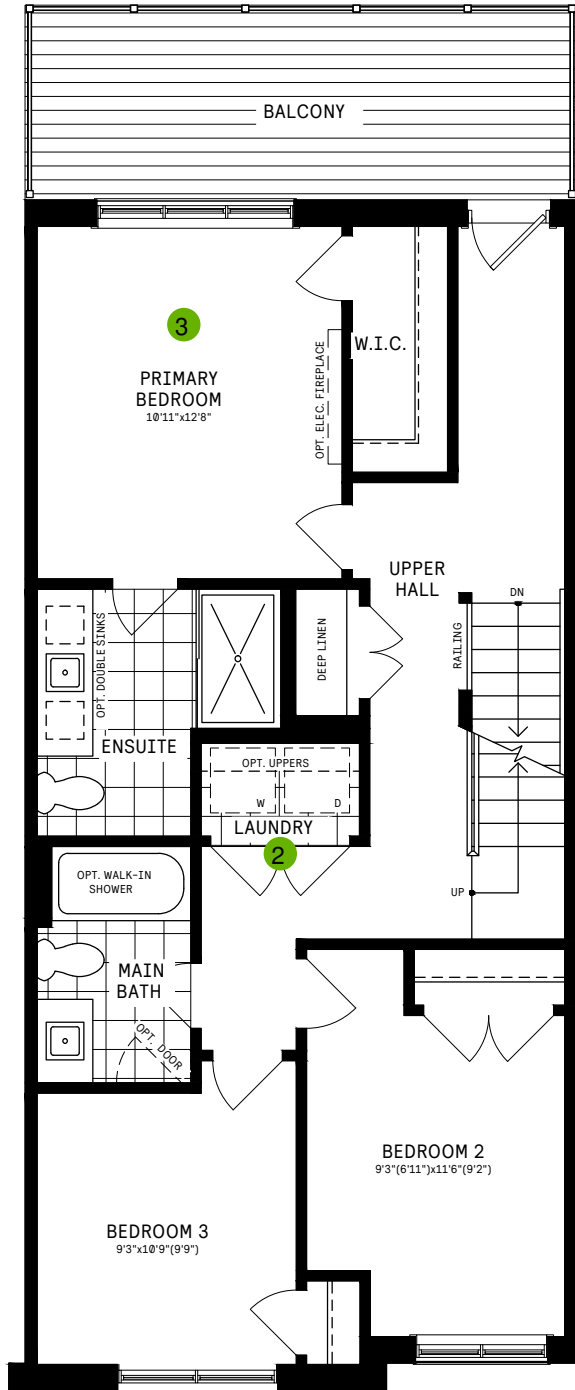 BALCONY
3
PRIMARY
BEDROOM
10'11"x12'8"
OPT. ELEC. FIREPLACE
W.I.C.
UPPER
HALL
DN
RAILING
DEEP LINEN
OPT. DOUBLE SINKS
ENSUITE
OPT. UPPERS
W
D
LAUNDRY
2
OPT. WALK-IN
SHOWER
UP
MAIN
BATH
OPT. DOOR
BEDROOM 2
9'3"(6'11")x11'6"(9'2")
BEDROOM 3
9'3"x10'9"(9'9")